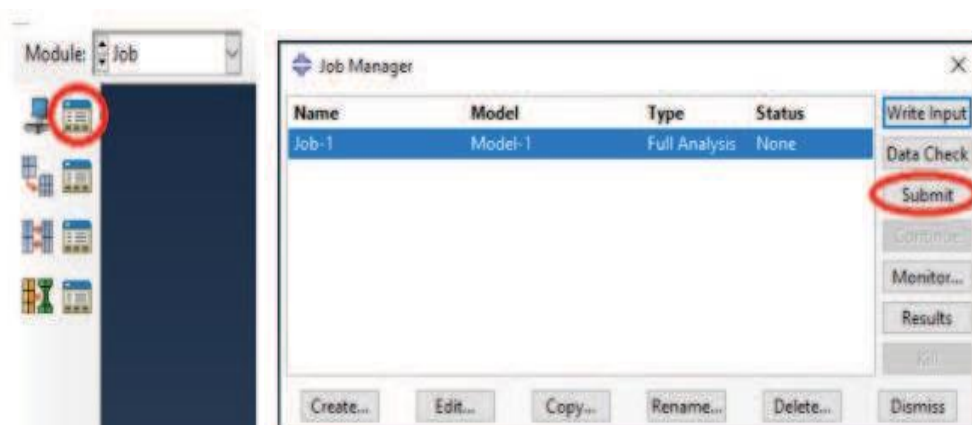 Module: Job
Job Manager
Name Model Type Status
Job-1 Model-1 Full Analysis None
Write Input
Data Check
Submit
Continue
Monitor...
Results
Kill
Create... Edit... Copy... Rename... Delete... Dismiss